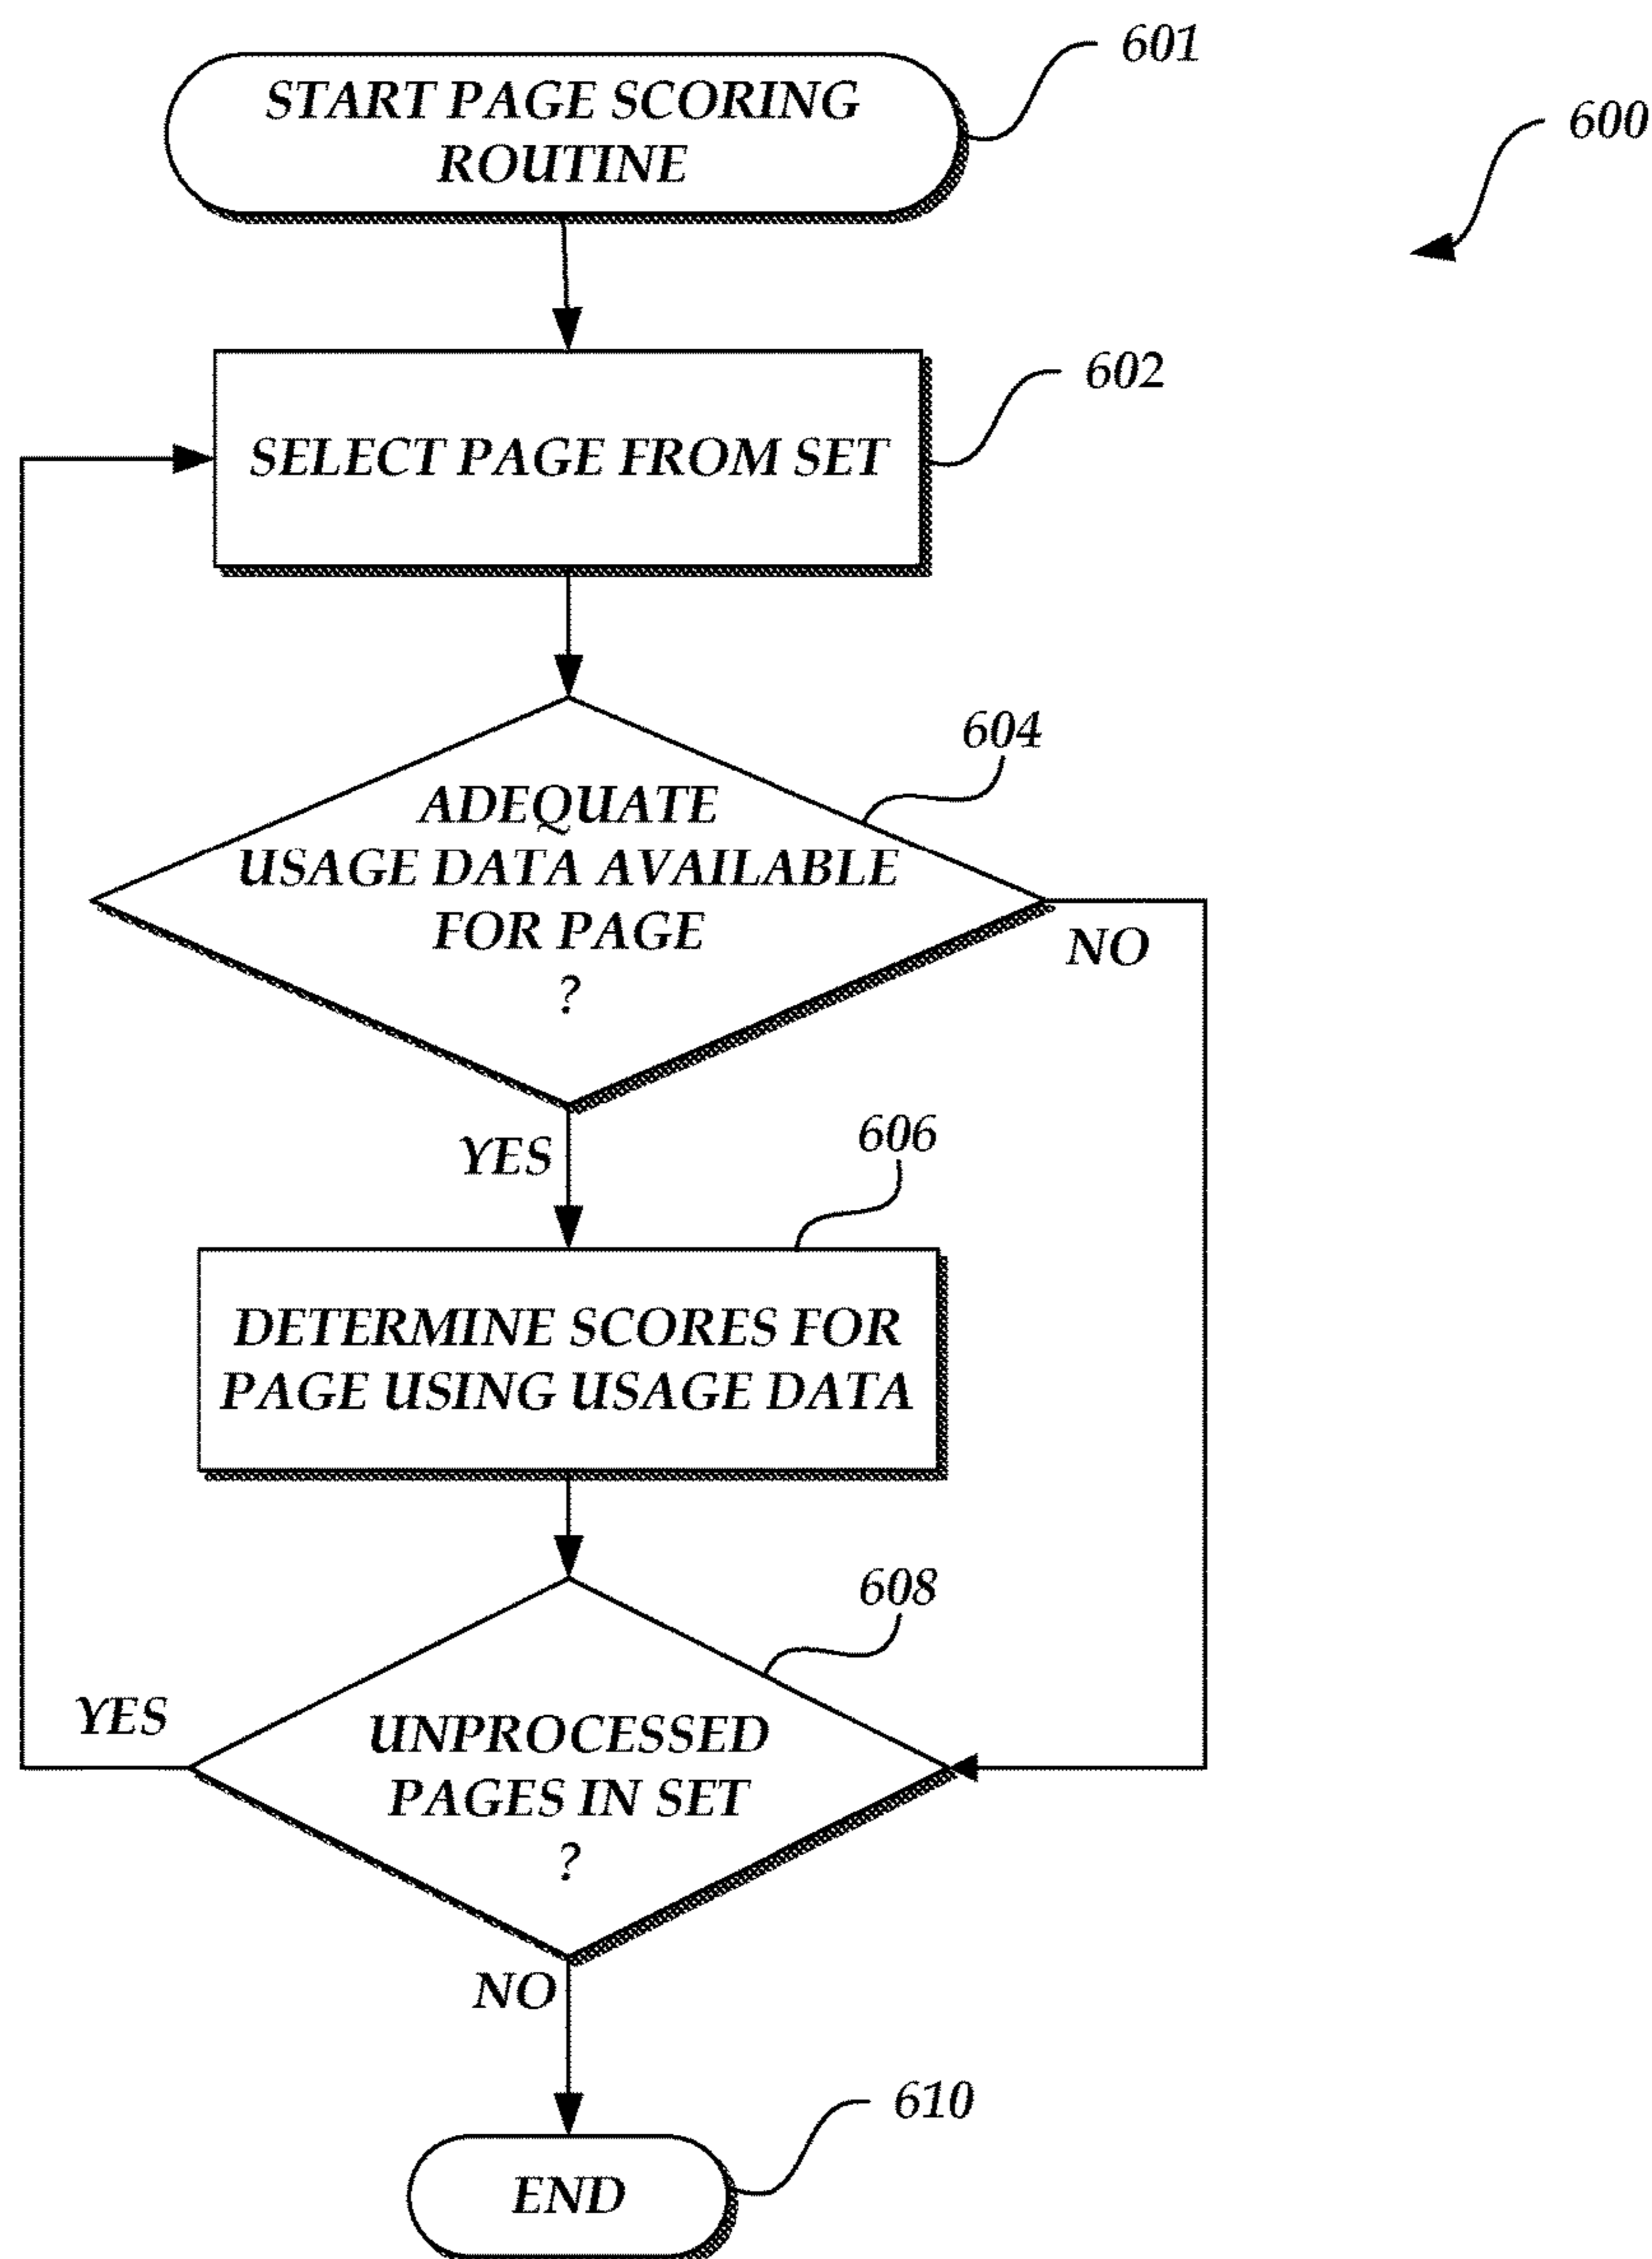 601
START PAGE SCORING
ROUTINE
600
602
SELECT PAGE FROM SET
604
ADEQUATE
USAGE DATA AVAILABLE
FOR PAGE
?
NO
YES
606
DETERMINE SCORES FOR
PAGE USING USAGE DATA
608
YES
UNPROCESSED
PAGES IN SET
?
NO
610
END